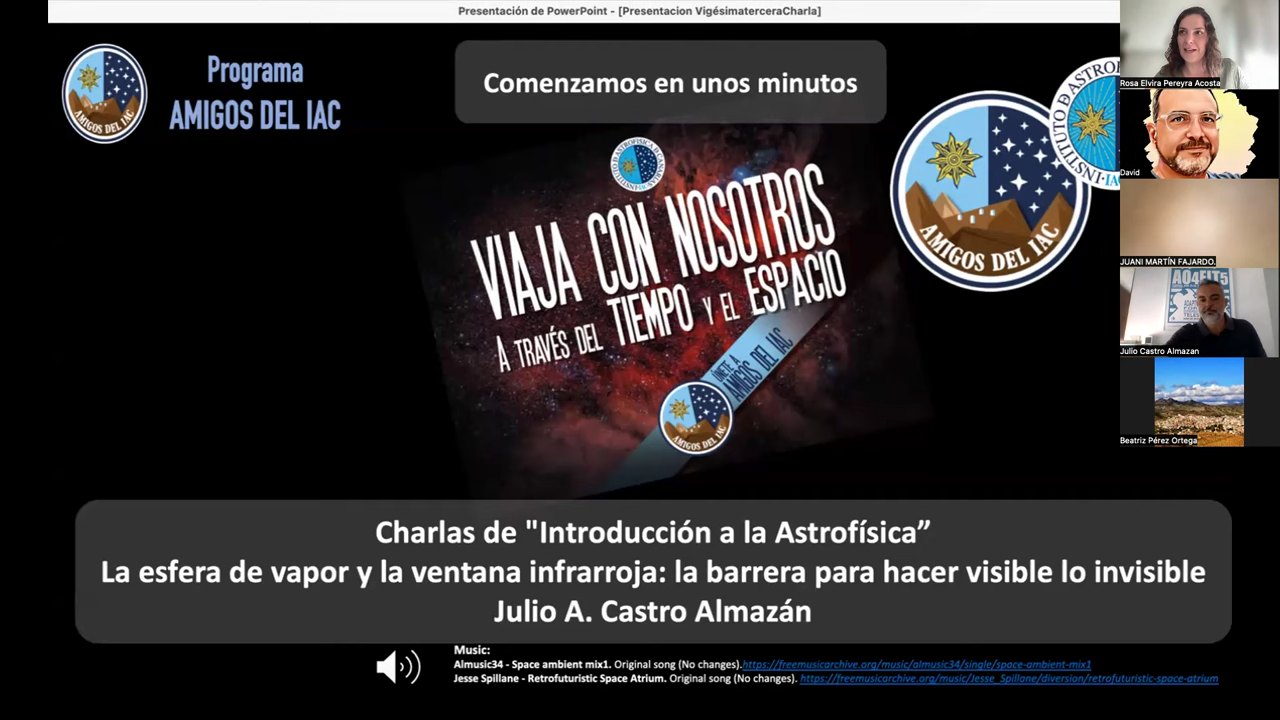 Presentación de PowerPoint - [Presentacion VigésimaterceraCharla]
Programa
AMIGOS DEL IAC
AMIGOS DEL IAC
Comenzamos en unos minutos
VIAJA CON NOSOTROS
A TRAVÉS DEL TIEMPO Y EL ESPACIO
ÚNETE A
AMIGOS DEL IAC
AMIGOS DEL IAC
AMIGOS DEL IAC
Rosa Elvira Pereyra Acosta
David
JUANI MARTÍN FAJARDO,
AO4ELT5
Julio Castro Almazan
Beatriz Pérez Ortega
Charlas de "Introducción a la Astrofísica”
La esfera de vapor y la ventana infrarroja: la barrera para hacer visible lo invisible
Julio A. Castro Almazán
Music:
Almusic34 - Space ambient mix1. Original song (No changes).https://freemusicarchive.org/music/almusic34/single/space-ambient-mix1
Jesse Spillane - Retrofuturistic Space Atrium. Original song (No changes). https://freemusicarchive.org/music/Jesse_Spillane/diversion/retrofuturistic-space-atrium